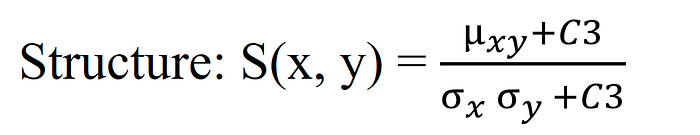 Structure: S(x, y) = μxy+C3 / σx σy +C3